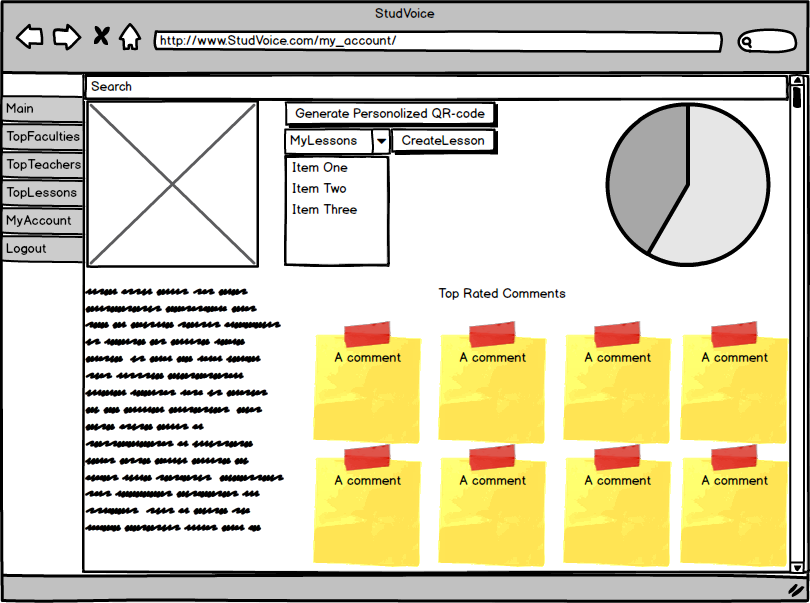 StudVoice
http://www.StudVoice.com/my_account/
Search
Main
TopFaculties
TopTeachers
TopLessons
MyAccount
Logout
Generate Personolized QR-code
MyLessons
CreateLesson
Item One
Item Two
Item Three
Top Rated Comments
A comment
A comment
A comment
A comment
A comment
A comment
A comment
A comment